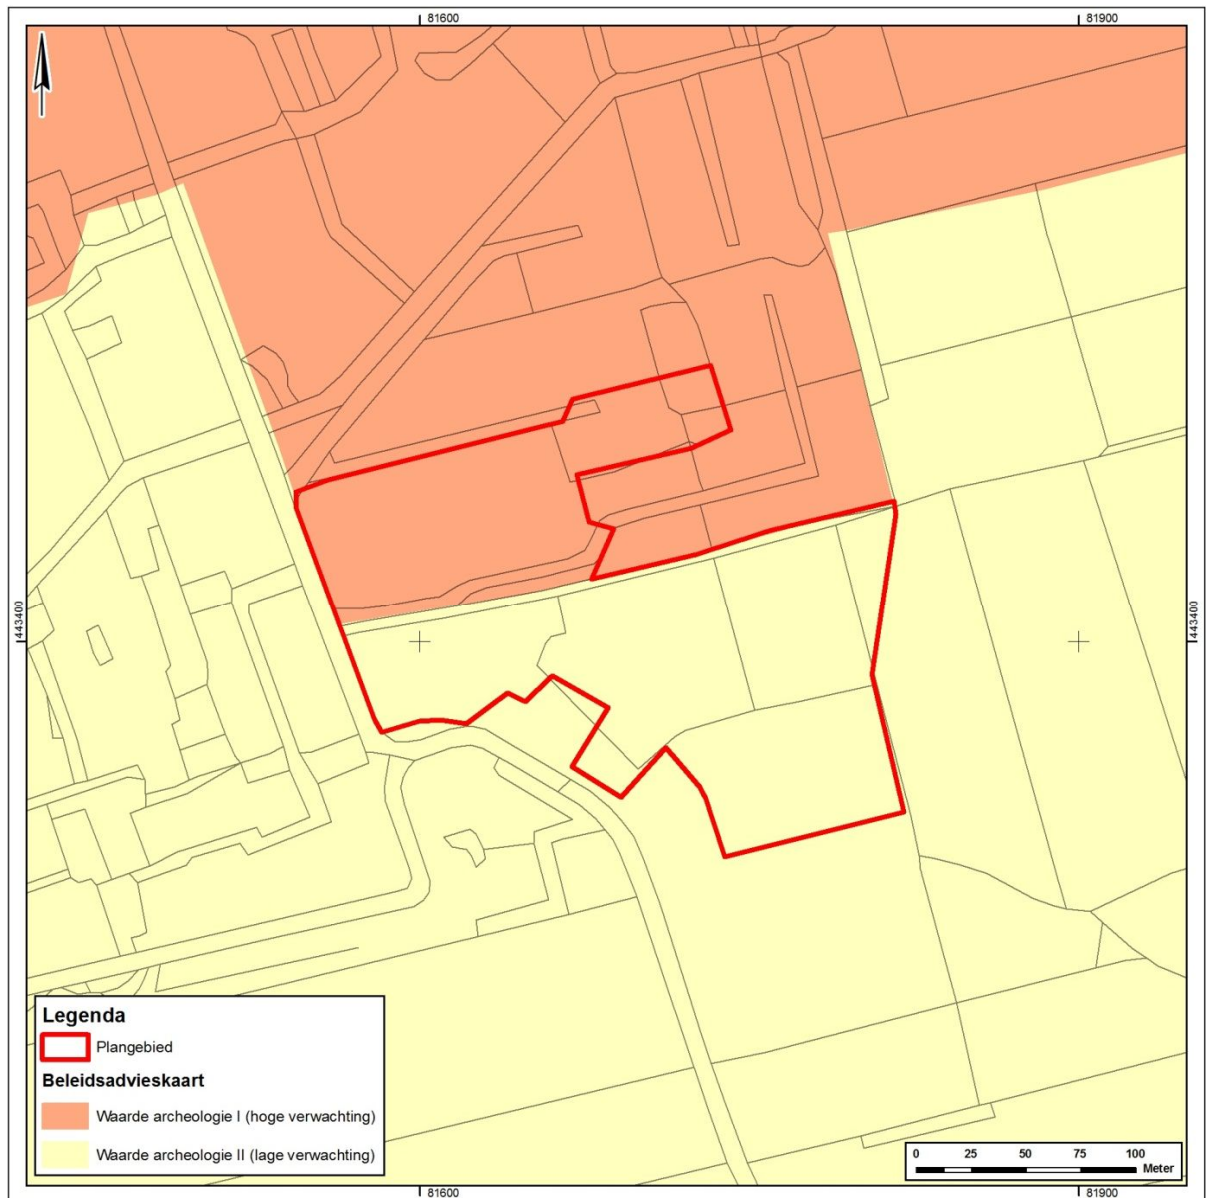 81600 81900
443400
443400
Legenda
Plangebied
Beleidsadvieskaart
Waarde archeologie I (hoge verwachting)
Waarde archeologie II (lage verwachting)
0 25 50 75 100
Meter
81600 81900